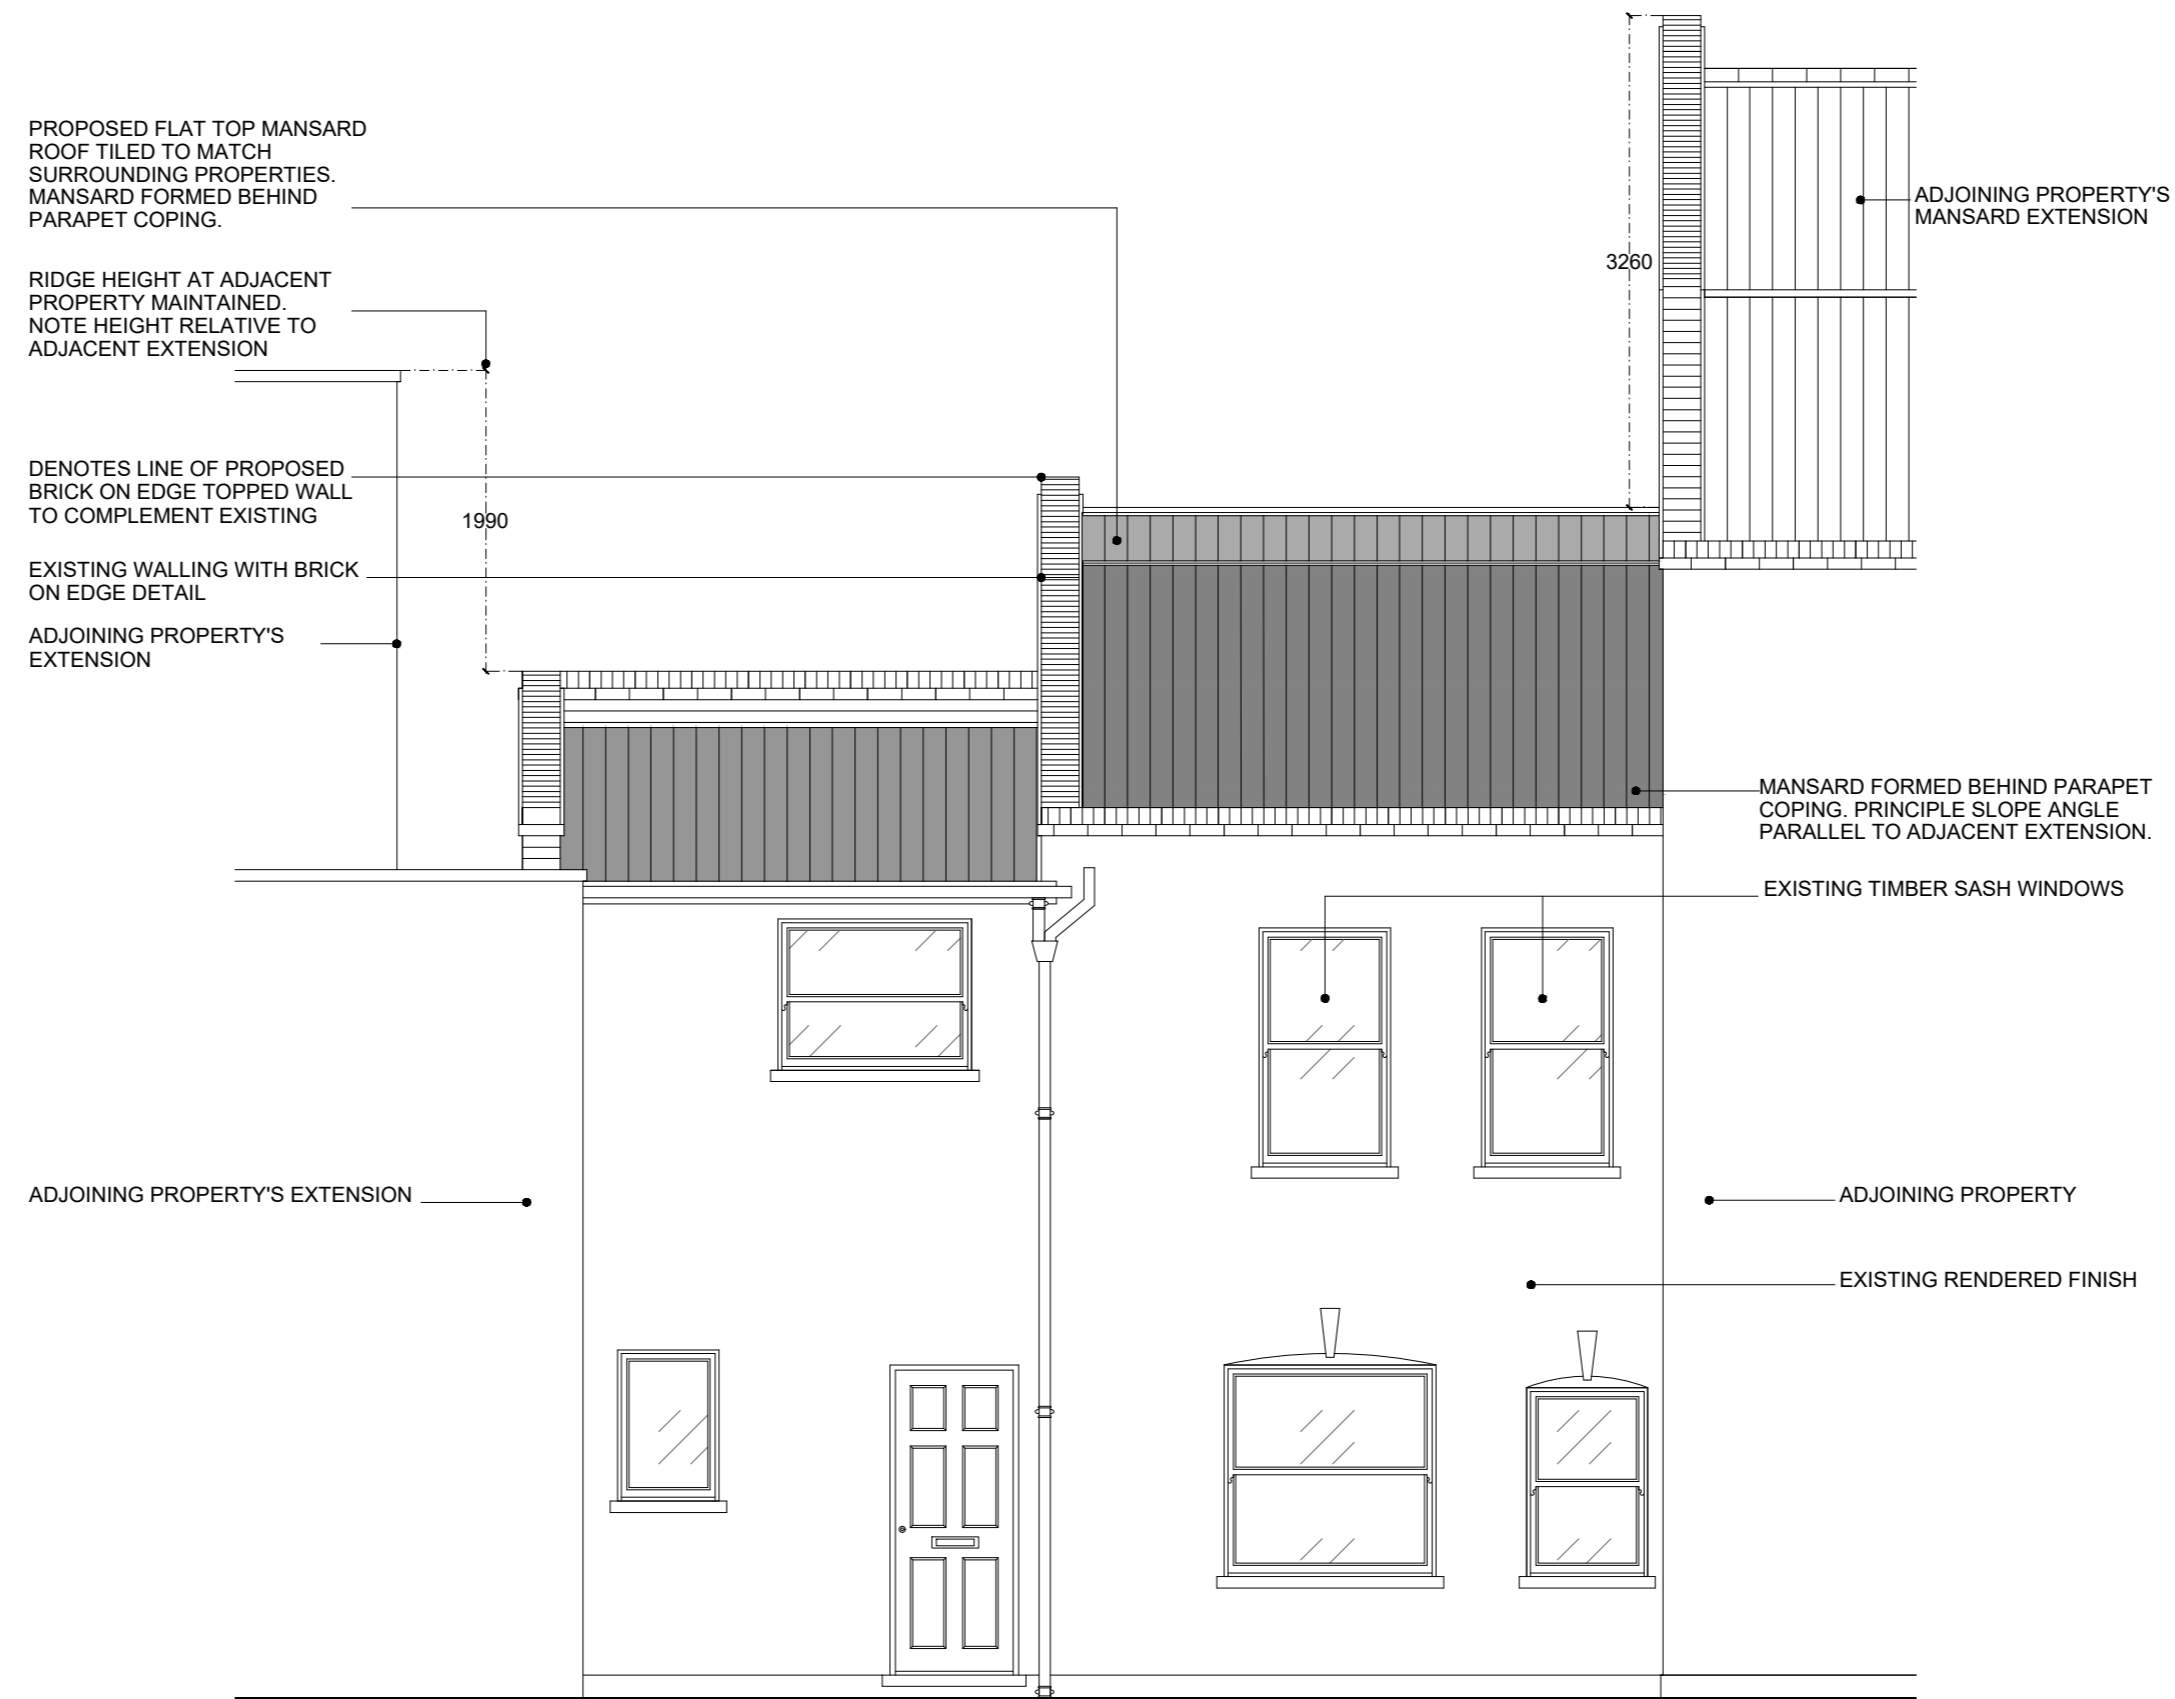 PROPOSED FLAT TOP MANSARD
ROOF TILED TO MATCH
SURROUNDING PROPERTIES.
MANSARD FORMED BEHIND
PARAPET COPING.
RIDGE HEIGHT AT ADJACENT
PROPERTY MAINTAINED.
NOTE HEIGHT RELATIVE TO
ADJACENT EXTENSION
DENOTES LINE OF PROPOSED
BRICK ON EDGE TOPPED WALL
TO COMPLEMENT EXISTING
1990
EXISTING WALLING WITH BRICK
ON EDGE DETAIL
ADJOINING PROPERTY'S
EXTENSION
ADJOINING PROPERTY'S EXTENSION
3260
ADJOINING PROPERTY'S
MANSARD EXTENSION
MANSARD FORMED BEHIND PARAPET
COPING. PRINCIPLE SLOPE ANGLE
PARALLEL TO ADJACENT EXTENSION.
EXISTING TIMBER SASH WINDOWS
ADJOINING PROPERTY
EXISTING RENDERED FINISH